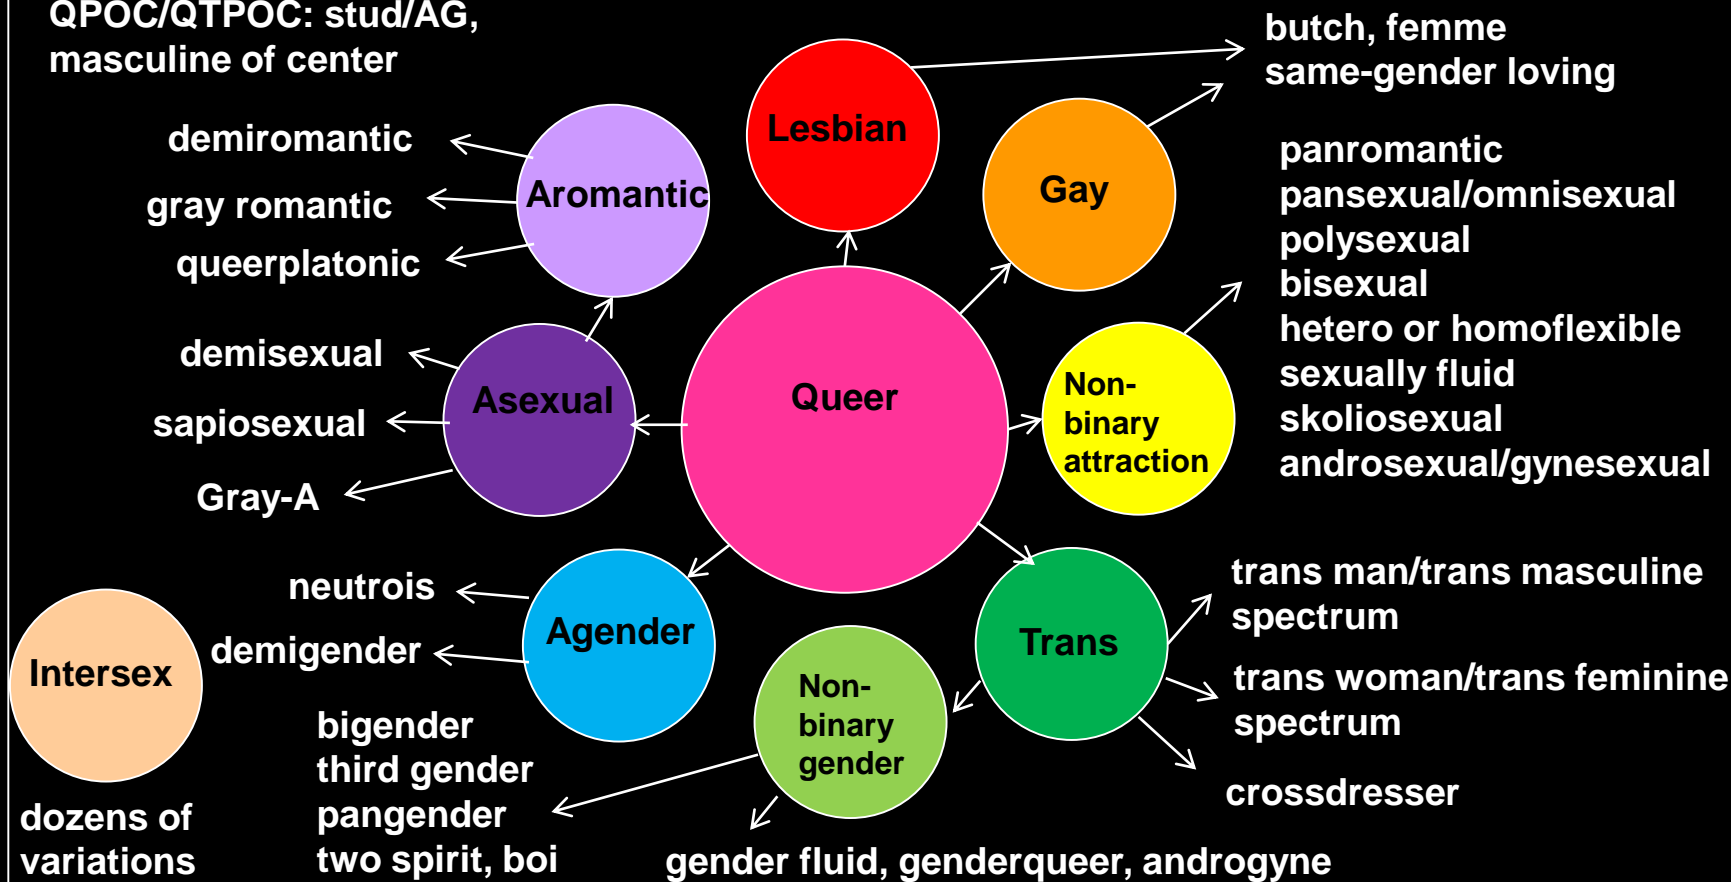 QPOC/QTPOC: stud/AG,
masculine of center
butch, femme
same-gender loving
Lesbian
Gay
demiromantic
gray romantic
queerplatonic
Aromantic
panromantic
pansexual/omnisexual
polysexual
bisexual
hetero or homoflexible
sexually fluid
skoliosexual
androsexual/gynesexual
demisexual
sapiosexual
Gray-A
Asexual
Queer
Non-
binary
attraction
neutrois
demigender
Agender
Intersex
dozens of
variations
bigender
third gender
pangender
two spirit, boi
Non-
binary
gender
gender fluid, genderqueer, androgyne
Trans
trans man/trans masculine
spectrum
trans woman/trans feminine
spectrum
crossdresser